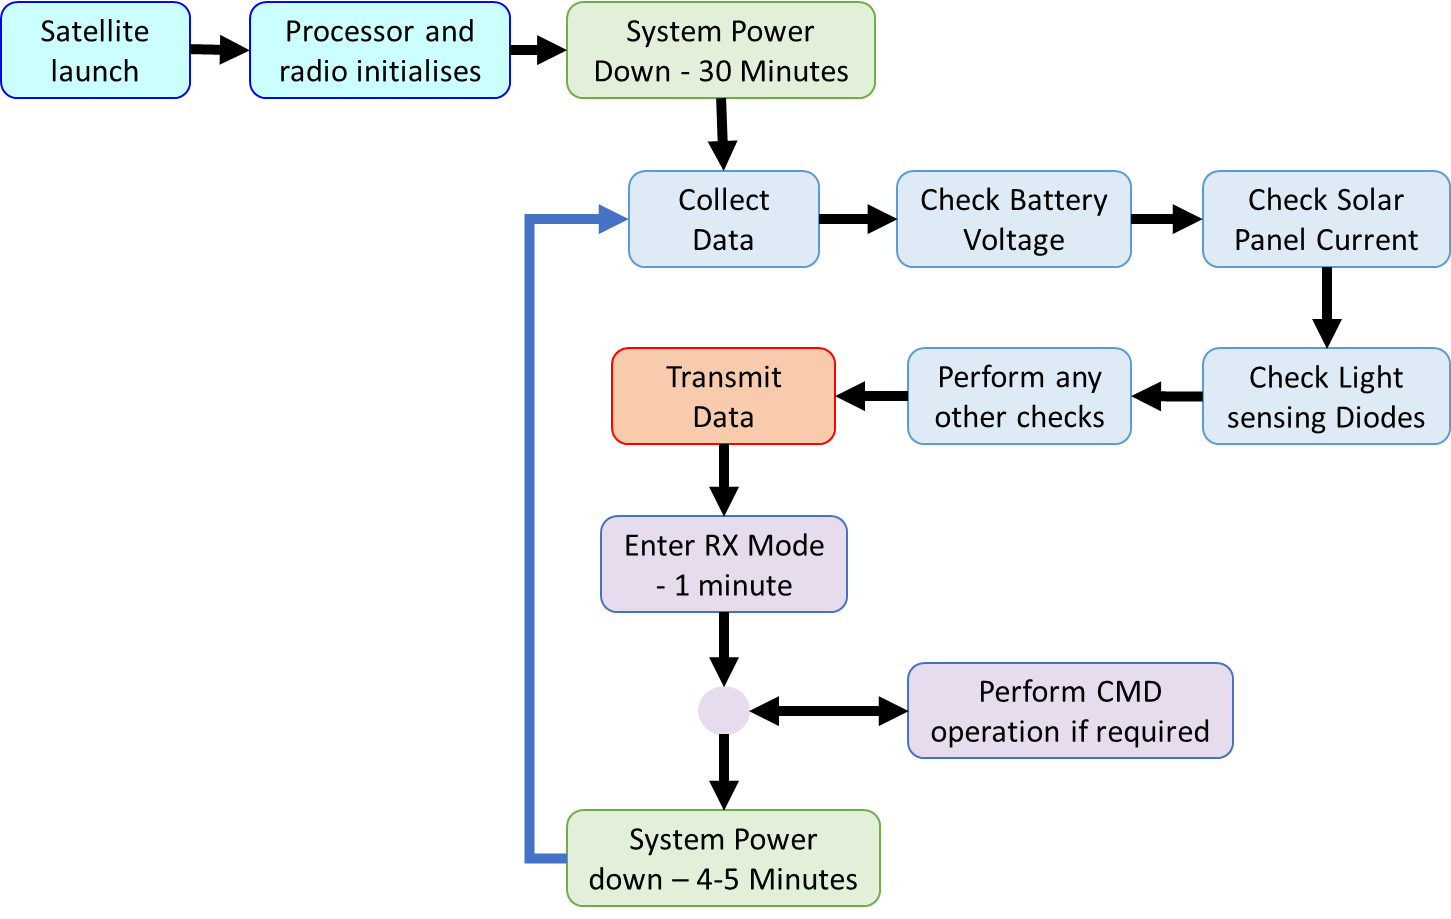 Satellite
launch
Processor and
radio initialises
System Power
Down - 30 Minutes
Collect
Data
Check Battery
Voltage
Check Solar
Panel Current
Check Light
sensing Diodes
Perform any
other checks
Transmit
Data
Enter RX Mode
- 1 minute
Perform CMD
operation if required
System Power
down – 4-5 Minutes